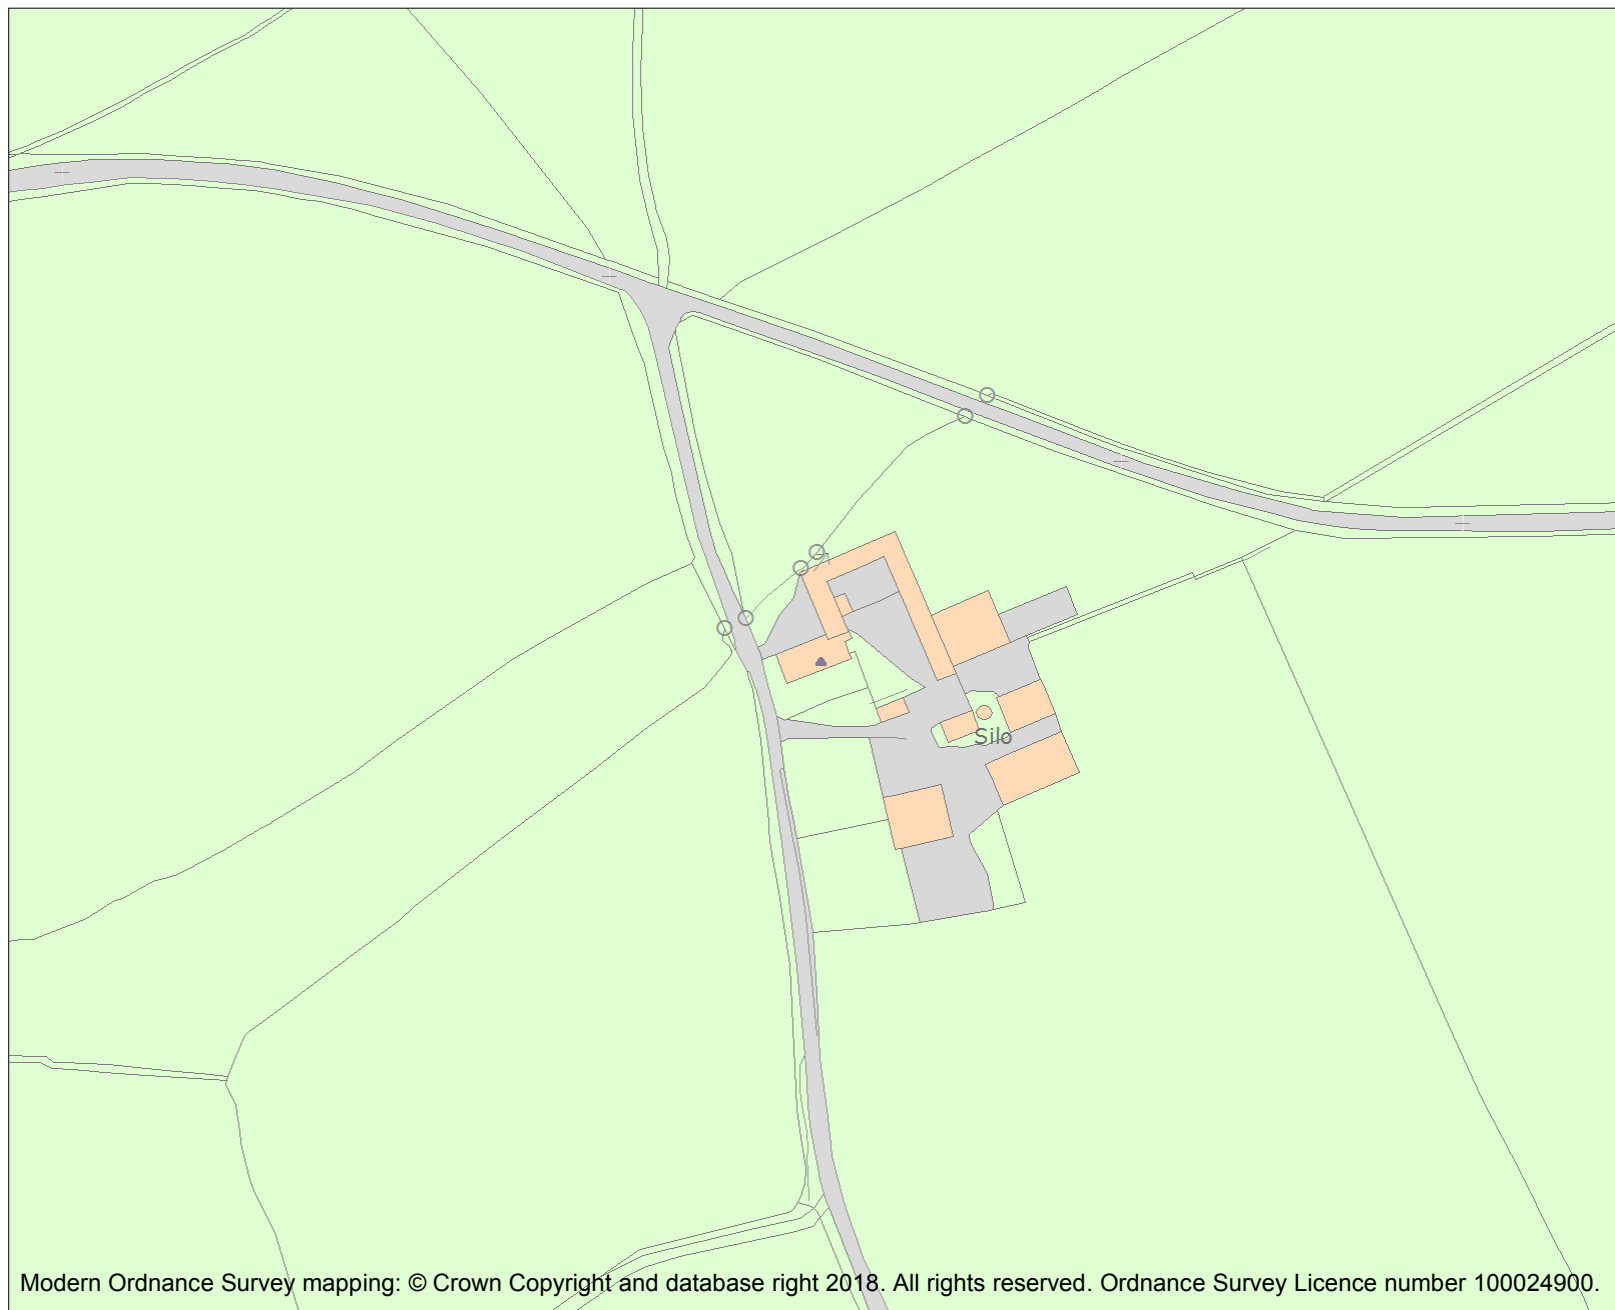 Silo
Modern Ordnance Survey mapping: © Crown Copyright and database right 2018. All rights reserved. Ordnance Survey Licence number 100024900.